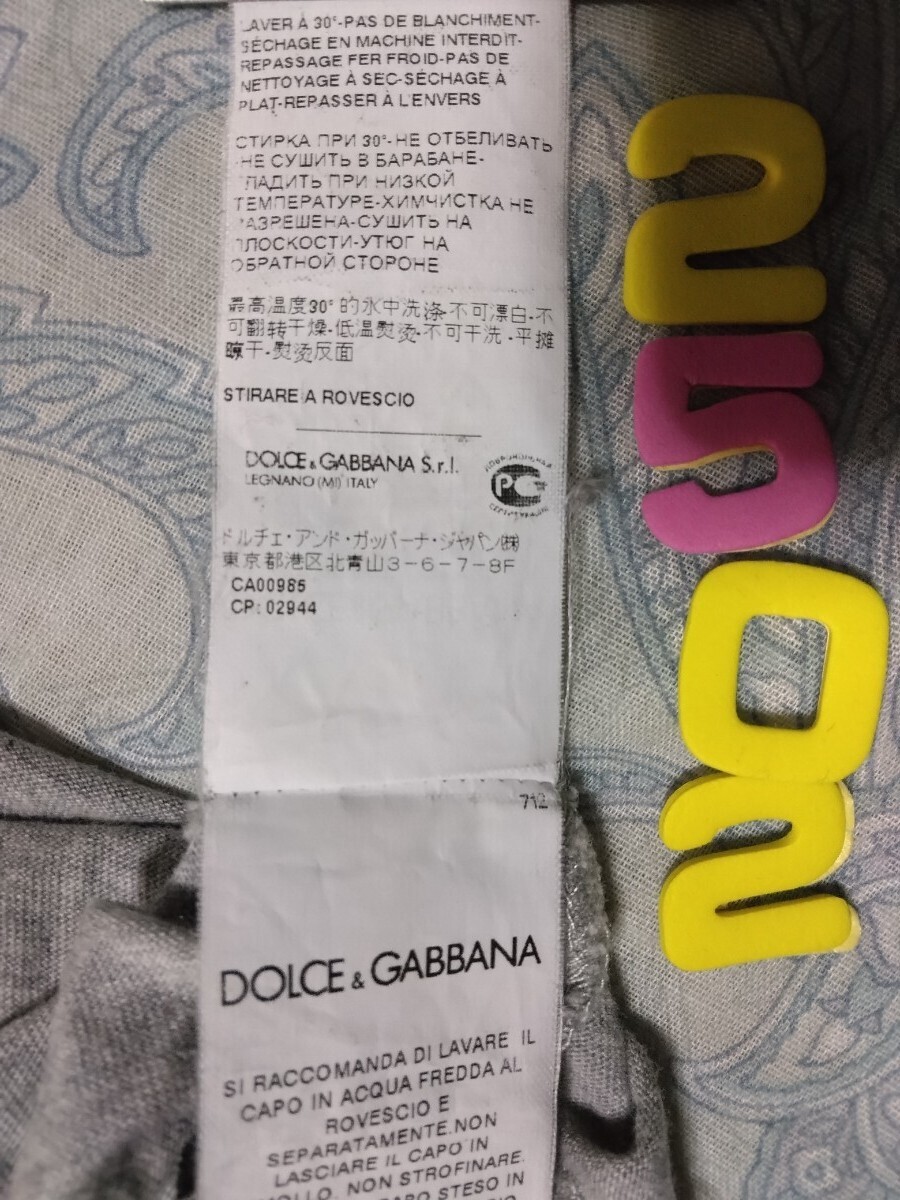 LAVER À 30°-PAS DE BLANCHIMENT-
SÉCHAGE EN MACHINE INTERDIT-
REPASSAGE FER FROID-PAS DE
NETTOYAGE À SEC-SÉCHAGE À
PLAT-REPASSER À L'ENVERS
СТИРКА ПРИ 30°-НЕ ОТБЕЛИВАТЬ
-НЕ СУШИТЬ В БАРАБАНЕ-
ГЛАДИТЬ ПРИ НИЗКОЙ
ТЕМПЕРАТУРЕ-ХИМЧИСТКА НЕ
РАЗРЕШЕНА-СУШИТЬ НА
ПЛОСКОСТИ-УТЮГ НА
ОБРАТНОЙ СТОРОНЕ
最高温度30°的水中洗涤-不可漂白-不
可翻转干燥-低温熨烫-不可干洗-平摊
晾干-熨烫反面
STIRARE A ROVESCIO
DOLCE & GABBANA S.r.l.
LEGNANO (MI) ITALY
РС
ドルチェ・アンド・ガッバーナ・ジャパン㈱
東京都港区北青山3-6-7-8F
CA00985
CP: 02944
712
DOLCE & GABBANA
SI RACCOMANDA DI LAVARE IL
CAPO IN ACQUA FREDDA AL
ROVESCIO E
SEPARATAMENTE.NON
LASCIARE IL CAPO IN
NON STROFINARE.
STESO IN
2502